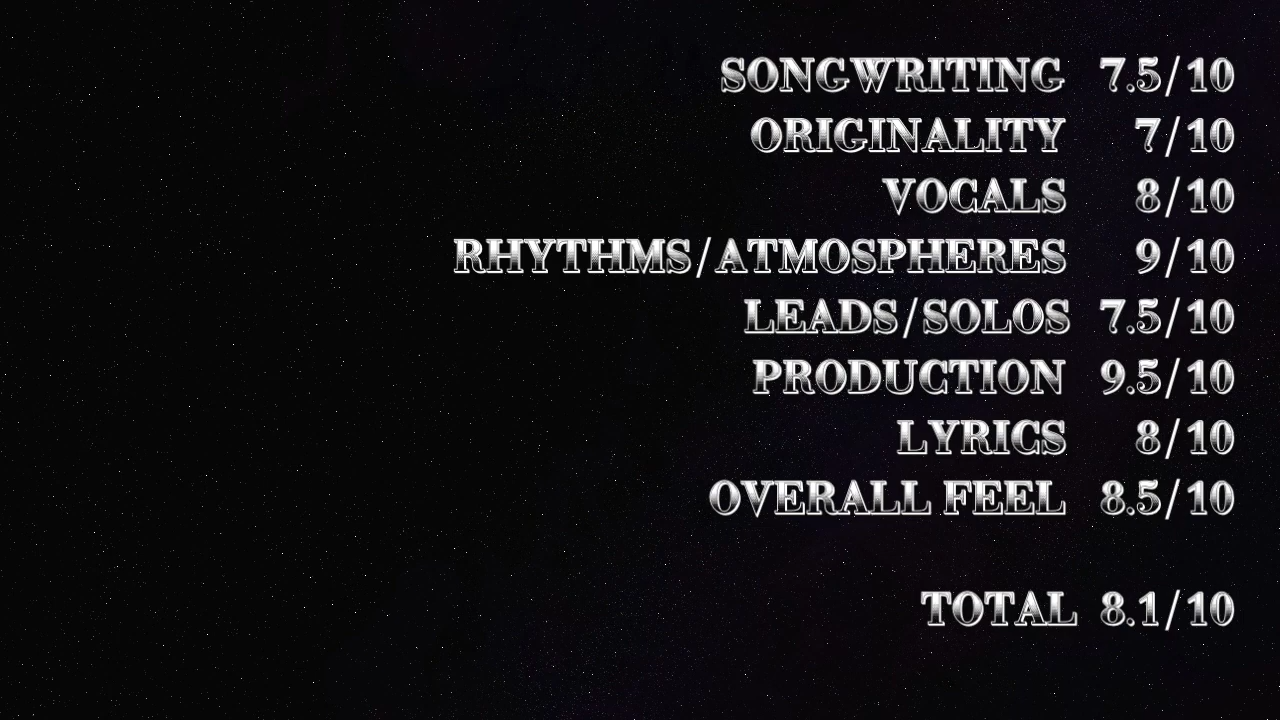 SONGWRITING 7.5/10
ORIGINALITY 7/10
VOCALS 8/10
RHYTHMS/ATMOSPHERES 9/10
LEADS/SOLOS 7.5/10
PRODUCTION 9.5/10
LYRICS 8/10
OVERALL FEEL 8.5/10
TOTAL 8.1/10